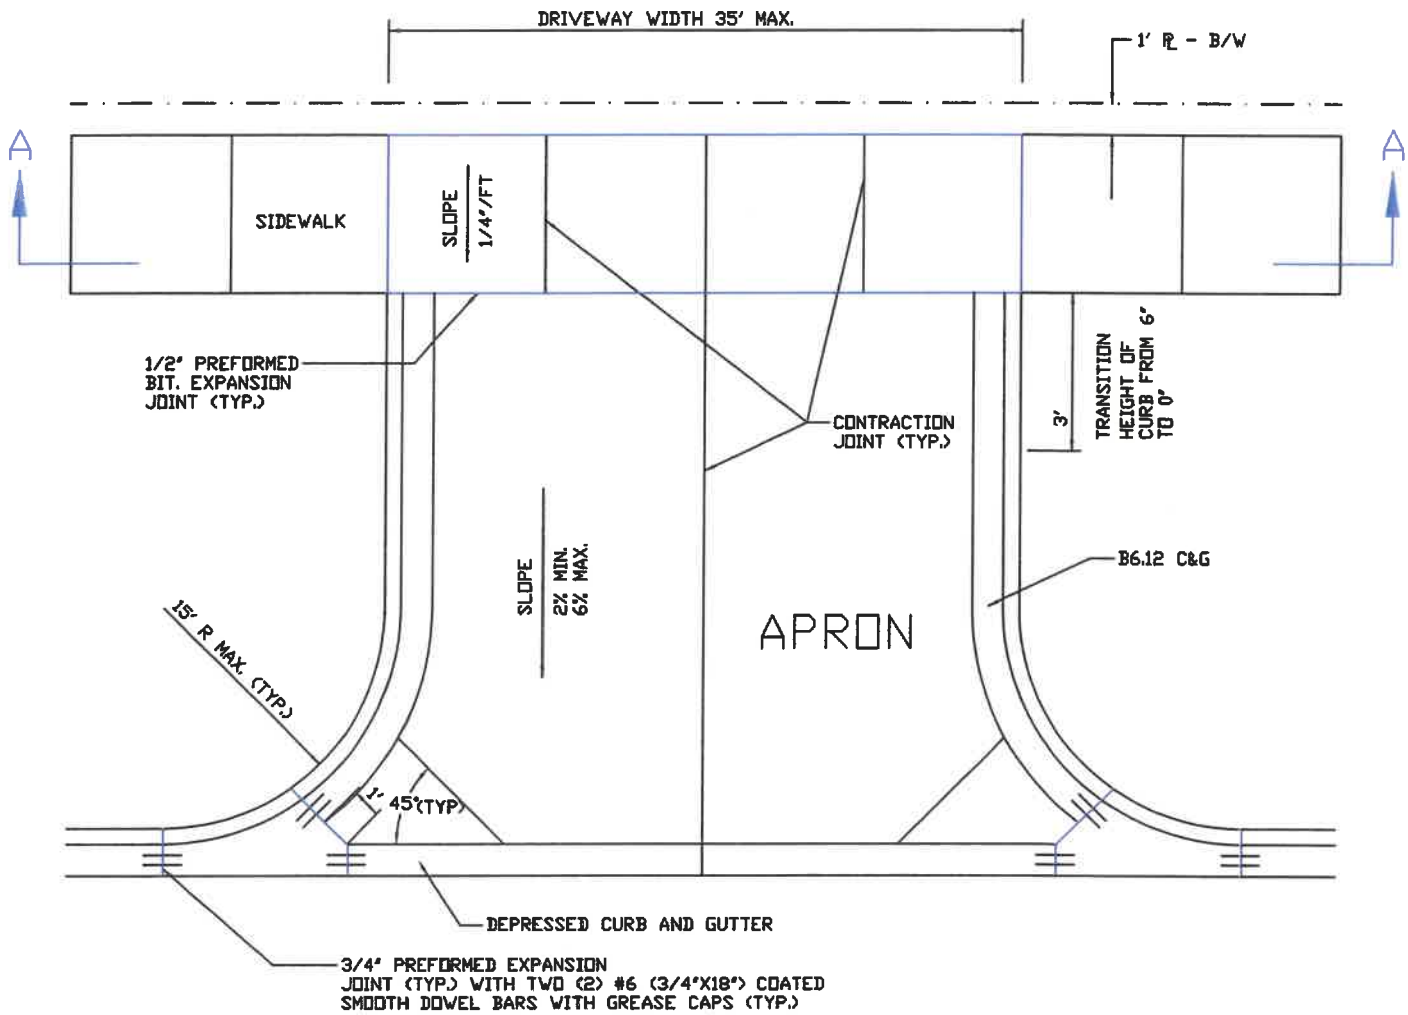 DRIVEWAY WIDTH 35' MAX.
1' ℄ - B/W
A
A
SIDEWALK
SLOPE
1/4"/FT
1/2" PREFORMED
BIT. EXPANSION
JOINT (TYP.)
CONTRACTION
JOINT (TYP.)
3'
TRANSITION
HEIGHT OF
CURB FROM 6"
TO 0"
SLOPE
2% MIN.
6% MAX.
B6.12 C&G
APRON
15' R MAX. (TYP.)
1'
45°(TYP)
DEPRESSED CURB AND GUTTER
3/4" PREFORMED EXPANSION
JOINT (TYP.) WITH TWO (2) #6 (3/4"X18") COATED
SMOOTH DOWEL BARS WITH GREASE CAPS (TYP.)